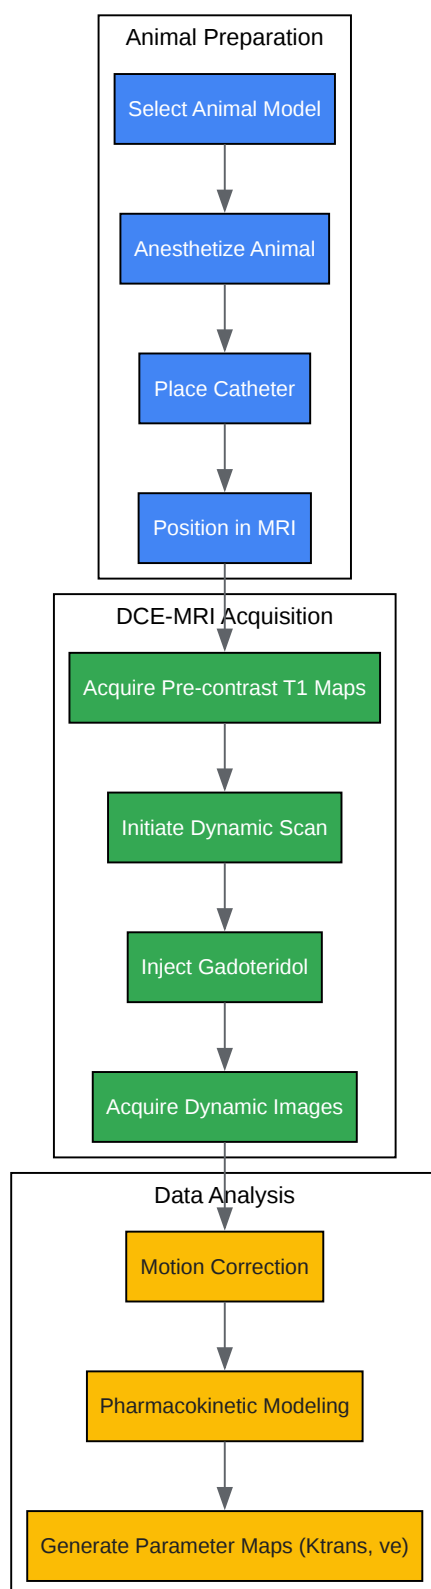 Animal Preparation
Select Animal Model
Anesthetize Animal
Place Catheter
Position in MRI
DCE-MRI Acquisition
Acquire Pre-contrast T1 Maps
Initiate Dynamic Scan
Inject Gadoteridol
Acquire Dynamic Images
Data Analysis
Motion Correction
Pharmacokinetic Modeling
Generate Parameter Maps (Ktrans, ve)